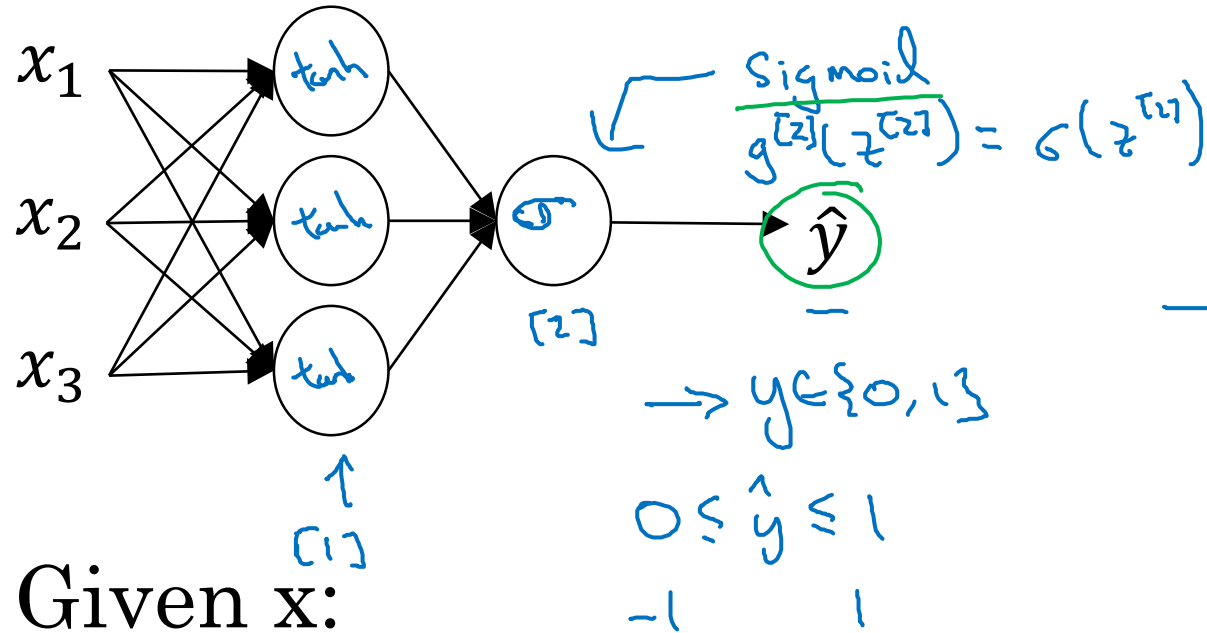 x₁
tanh
Sigmoid
g^[2](z^[2]) = σ(z^[2])
x₂
tanh
σ
ŷ
[2]
x₃
tanh
→ y∈{0,1}
0 ≤ ŷ ≤ 1
[1]
Given x:
-1 1